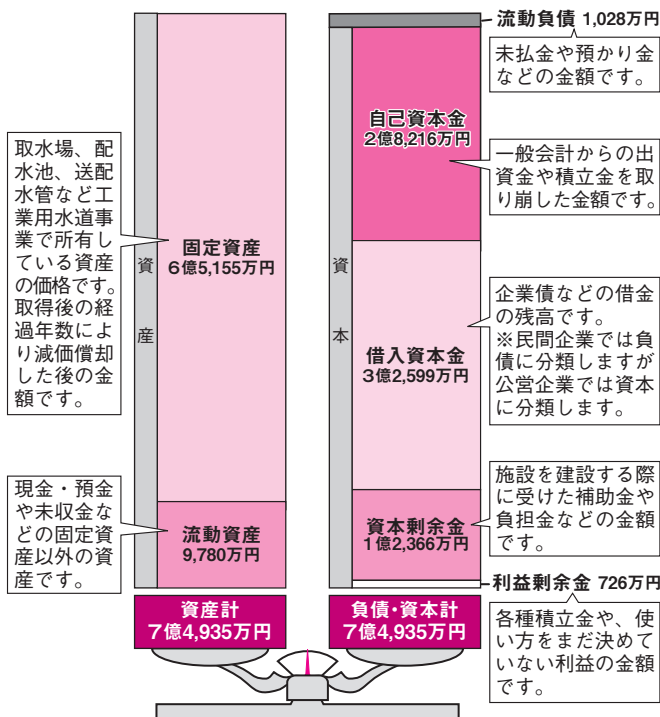 取水場、配
水池、送配
水管など工
業用水道事
業で所有し
ている資産
の価格です。
取得後の経
過年数によ
り減価償却
した後の金
額です。
現金・預金
や未収金な
どの固定資
産以外の資
産です。
資
産
固定資産
6億5,155万円
流動資産
9,780万円
資産計
7億4,935万円
資
本
自己資本金
2億8,216万円
借入資本金
3億2,599万円
資本剰余金
1億2,366万円
負債・資本計
7億4,935万円
流動負債 1,028万円
未払金や預かり金
などの金額です。
一般会計からの出
資金や積立金を取
り崩した金額です。
企業債などの借金
の残高です。
※民間企業では負
債に分類しますが
公営企業では資本
に分類します。
施設を建設する際
に受けた補助金や
負担金などの金額
です。
利益剰余金 726万円
各種積立金や、使
い方をまだ決めて
いない利益の金額
です。